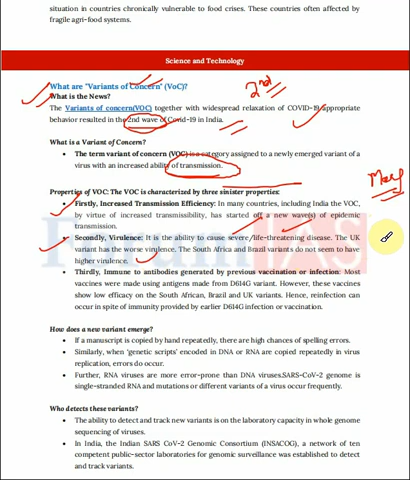 situation in countries chronically vulnerable to food crises. These countries often affected by
fragile agri-food systems.
Science and Technology
What are "Variants of Concern" (VoC)?
2nd
What is the News?
The Variants of concern(VOC) together with widespread relaxation of COVID-19 appropriate
behavior resulted in the 2nd wave of Covid-19 in India.
What is a Variant of Concern?
• The term variant of concern (VOC) is a category assigned to a newly emerged variant of a
virus with an increased ability of transmission.
Properties of VOC: The VOC is characterized by three sinister properties:
• Firstly, Increased Transmission Efficiency: In many countries, including India the VOC,
by virtue of increased transmissibility, has started off a new wave(s) of epidemic
transmission.
• Secondly, Virulence: It is the ability to cause severe/life-threatening disease. The UK
variant has the worse virulence. The South Africa and Brazil variants do not seem to have
higher virulence.
• Thirdly, Immune to antibodies generated by previous vaccination or infection: Most
vaccines were made using antigens made from D614G variant. However, these vaccines
show low efficacy on the South African, Brazil and UK variants. Hence, reinfection can
occur in spite of immunity provided by earlier D614G infection or vaccination.
How does a new variant emerge?
• If a manuscript is copied by hand repeatedly, there are high chances of spelling errors.
• Similarly, when 'genetic scripts' encoded in DNA or RNA are copied repeatedly in virus
replication, errors do occur.
• Further, RNA viruses are more error-prone than DNA viruses.SARS-CoV-2 genome is
single-stranded RNA and mutations or different variants of a virus occur frequently.
Who detects these variants?
• The ability to detect and track new variants is on the laboratory capacity in whole genome
sequencing of viruses.
• In India, the Indian SARS CoV-2 Genomic Consortium (INSACOG), a network of ten
competent public-sector laboratories for genomic surveillance was established to detect
and track variants.